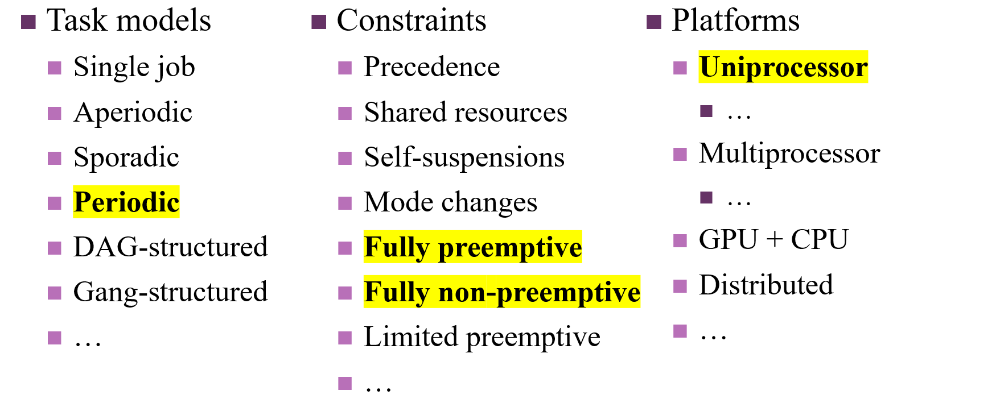 Task models
Single job
Aperiodic
Sporadic
Periodic
DAG-structured
Gang-structured
…
Constraints
Precedence
Shared resources
Self-suspensions
Mode changes
Fully preemptive
Fully non-preemptive
Limited preemptive
…
Platforms
Uniprocessor
…
Multiprocessor
…
GPU + CPU
Distributed
…